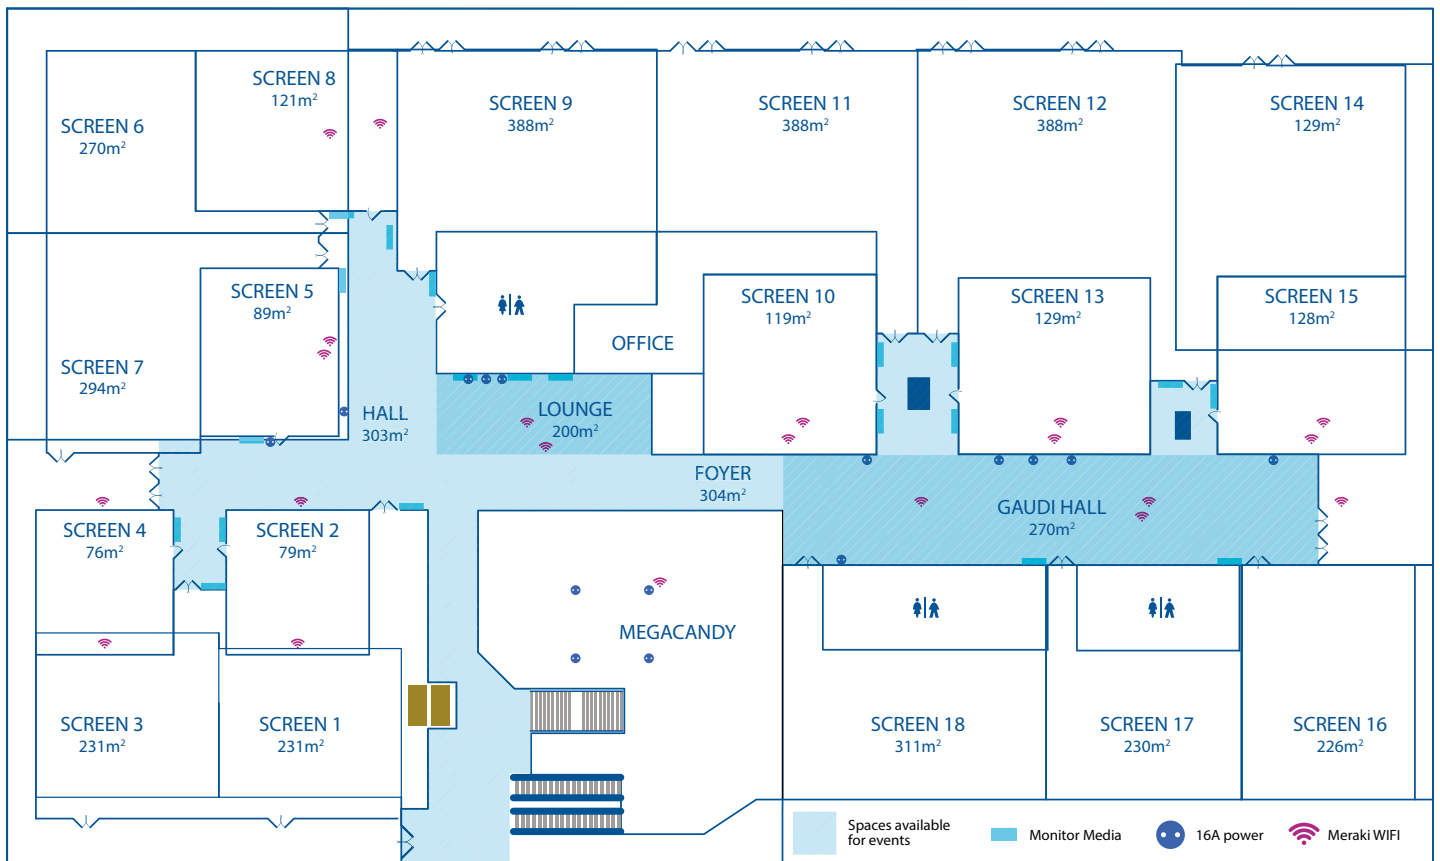 SCREEN 8
121m²
SCREEN 6
270m²
SCREEN 9
388m²
SCREEN 11
388m²
SCREEN 12
388m²
SCREEN 14
129m²
SCREEN 5
89m²
SCREEN 10
119m²
SCREEN 13
129m²
SCREEN 15
128m²
OFFICE
SCREEN 7
294m²
HALL
303m²
LOUNGE
200m²
FOYER
304m²
GAUDI HALL
270m²
SCREEN 4
76m²
SCREEN 2
79m²
MEGACANDY
SCREEN 3
231m²
SCREEN 1
231m²
SCREEN 18
311m²
SCREEN 17
230m²
SCREEN 16
226m²
Spaces available
for events
Monitor Media
16A power
Meraki WIFI